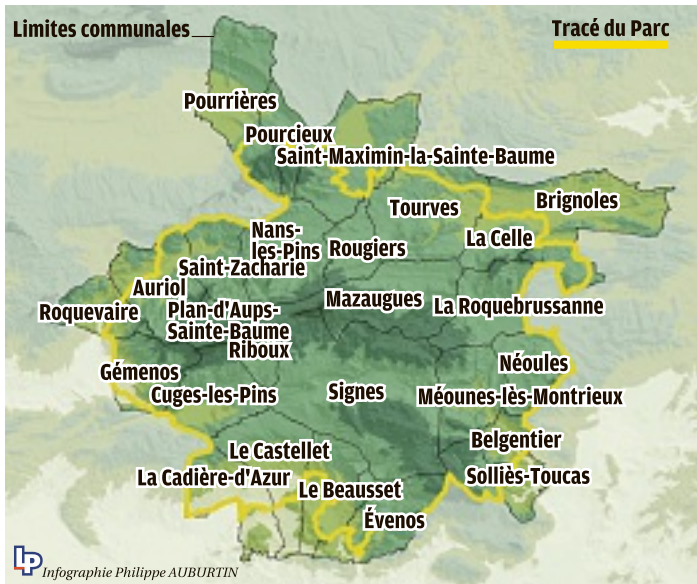 Limites communales
Tracé du Parc
Pourrières
Pourcieux
Saint-Maximin-la-Sainte-Baume
Brignoles
Tourves
Nans-
les-Pins
Rougiers
La Celle
Saint-Zacharie
Auriol
Roquevaire
Plan-d'Aups-
Sainte-Baume
Mazaugues
La Roquebrussanne
Riboux
Gémenos
Néoules
Cuges-les-Pins
Signes
Méounes-lès-Montrieux
Belgentier
Le Castellet
La Cadière-d'Azur
Solliès-Toucas
Le Beausset
Évenos
LP
Infographie Philippe AUBURTIN